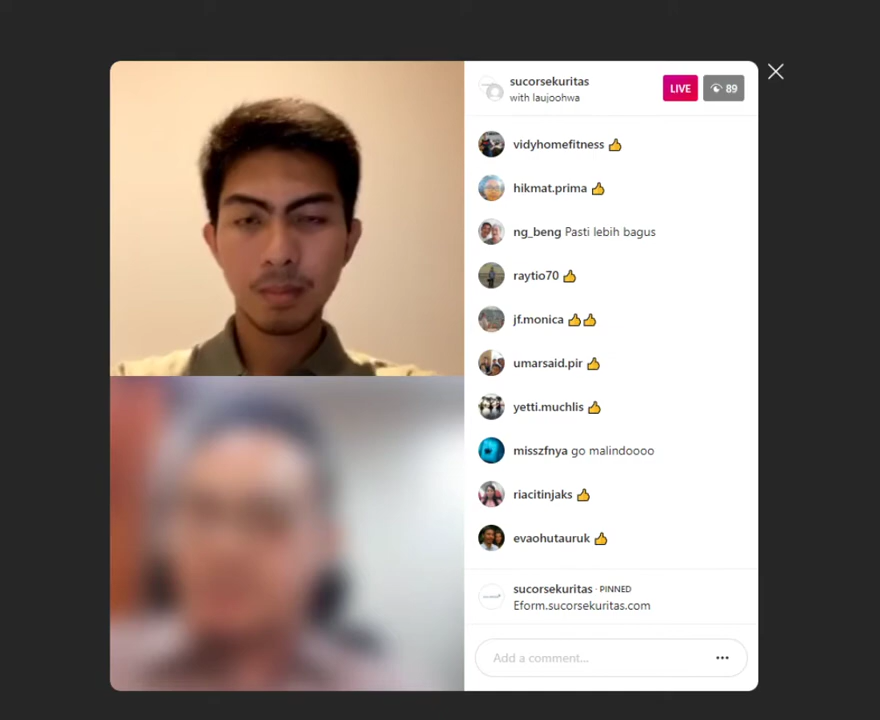 sucorsekuritas
with laujoohwa
LIVE
89
vidyhomefitness 👍
hikmat.prima 👍
ng_beng Pasti lebih bagus
raytio70 👍
jf.monica 👍👍
umarsaid.pir 👍
yetti.muchlis 👍
misszfnya go malindoooo
riacitinjaks 👍
evaohutauruk 👍
sucorsekuritas · PINNED
Eform.sucorsekuritas.com
Add a comment...